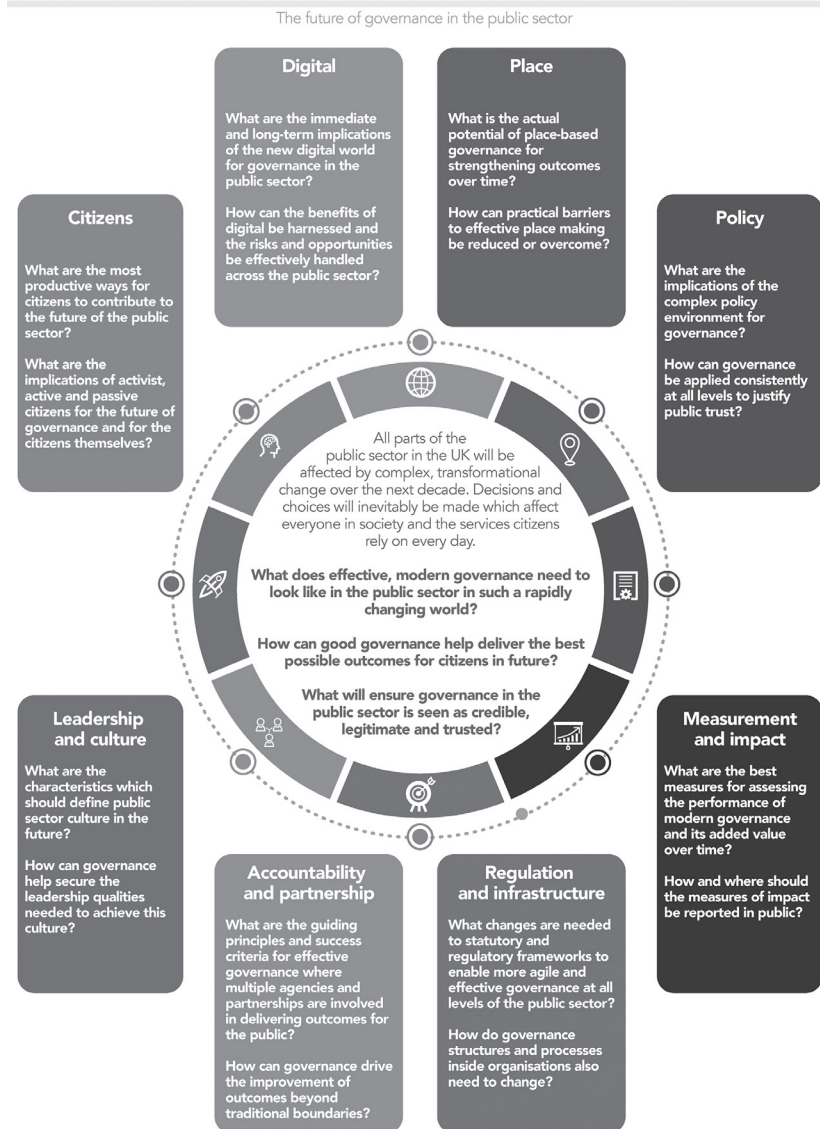 The future of governance in the public sector
Digital
What are the immediate
and long-term implications
of the new digital world
for governance in the
public sector?
How can the benefits of
digital be harnessed and
the risks and opportunities
be effectively handled
across the public sector?
Place
What is the actual
potential of place-based
governance for
strengthening outcomes
over time?
How can practical barriers
to effective place making
be reduced or overcome?
Citizens
What are the most
productive ways for
citizens to contribute to
the future of the public
sector?
What are the
implications of activist,
active and passive
citizens for the future of
governance and for the
citizens themselves?
Policy
What are the
implications of the
complex policy
environment for
governance?
How can governance
be applied consistently
at all levels to justify
public trust?
All parts of the
public sector in the UK will be
affected by complex, transformational
change over the next decade. Decisions and
choices will inevitably be made which affect
everyone in society and the services citizens
rely on every day.
What does effective, modern governance need to
look like in the public sector in such a rapidly
changing world?
How can good governance help deliver the best
possible outcomes for citizens in future?
What will ensure governance in the
public sector is seen as credible,
legitimate and trusted?
Leadership
and culture
What are the
characteristics which
should define public
sector culture in the
future?
How can governance
help secure the
leadership qualities
needed to achieve this
culture?
Measurement
and impact
What are the best
measures for assessing
the performance of
modern governance
and its added value
over time?
How and where should
the measures of impact
be reported in public?
Accountability
and partnership
What are the guiding
principles and success
criteria for effective
governance where
multiple agencies and
partnerships are involved
in delivering outcomes for
the public?
How can governance drive
the improvement of
outcomes beyond
traditional boundaries?
Regulation
and infrastructure
What changes are needed
to statutory and
regulatory frameworks to
enable more agile and
effective governance at all
levels of the public sector?
How do governance
structures and processes
inside organisations also
need to change?